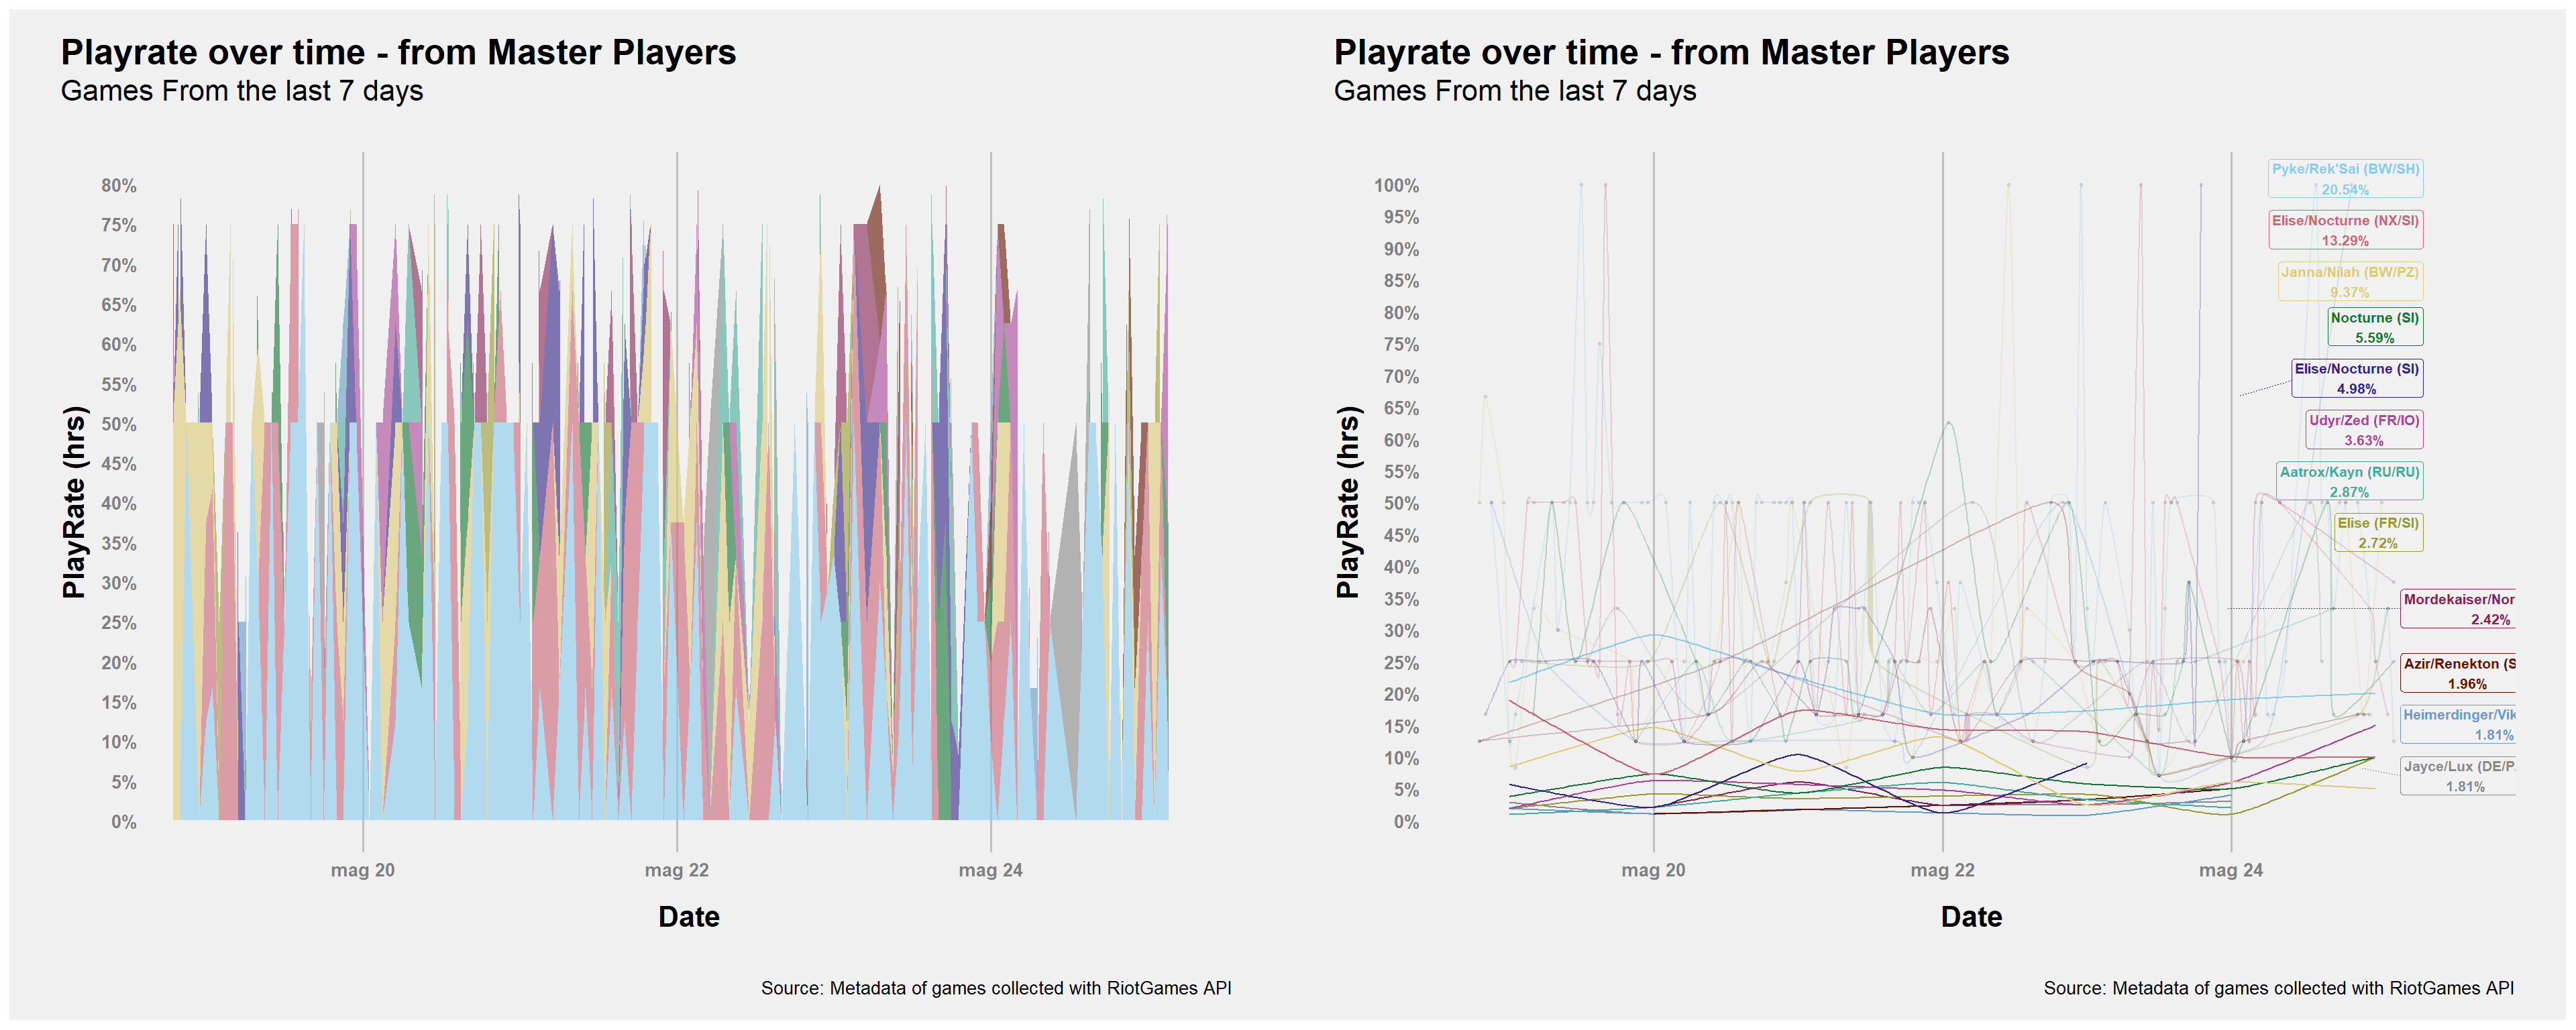 Playrate over time - from Master Players
Games From the last 7 days
PlayRate (hrs)
80%
75%
70%
65%
60%
55%
50%
45%
40%
35%
30%
25%
20%
15%
10%
5%
0%
mag 20
mag 22
mag 24
Date
Source: Metadata of games collected with RiotGames API
Playrate over time - from Master Players
Games From the last 7 days
PlayRate (hrs)
100%
95%
90%
85%
80%
75%
70%
65%
60%
55%
50%
45%
40%
35%
30%
25%
20%
15%
10%
5%
0%
Pyke/Rek'Sai (BW/SH)
20.54%
Elise/Nocturne (NX/SI)
13.29%
Janna/Nilah (BW/PZ)
9.37%
Nocturne (SI)
5.59%
Elise/Nocturne (SI)
4.98%
Udyr/Zed (FR/IO)
3.63%
Aatrox/Kayn (RU/RU)
2.87%
Elise (FR/SI)
2.72%
Mordekaiser/Nor
2.42%
Azir/Renekton (S
1.96%
Heimerdinger/Vik
1.81%
Jayce/Lux (DE/P
1.81%
mag 20
mag 22
mag 24
Date
Source: Metadata of games collected with RiotGames API